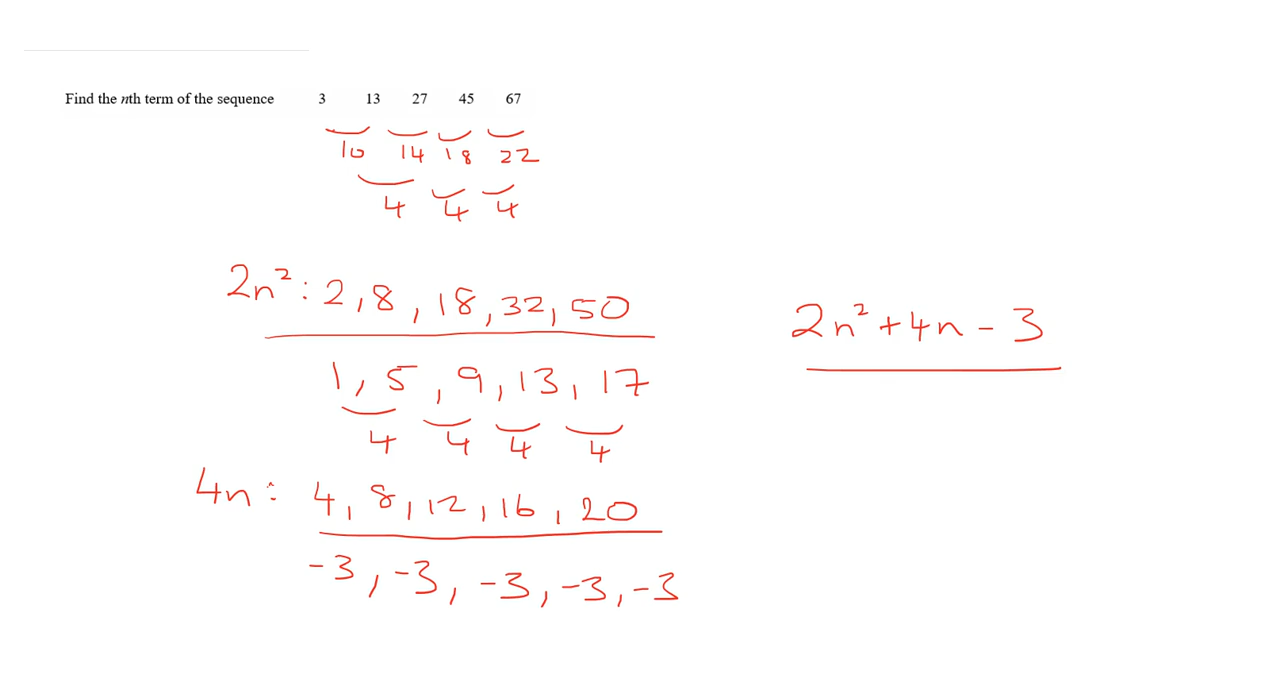 Find the nth term of the sequence 3 13 27 45 67
10 14 18 22
4 4 4
2n²: 2, 8, 18, 32, 50
2n² + 4n - 3
1, 5, 9, 13, 17
4 4 4 4
4n: 4, 8, 12, 16, 20
-3, -3, -3, -3, -3